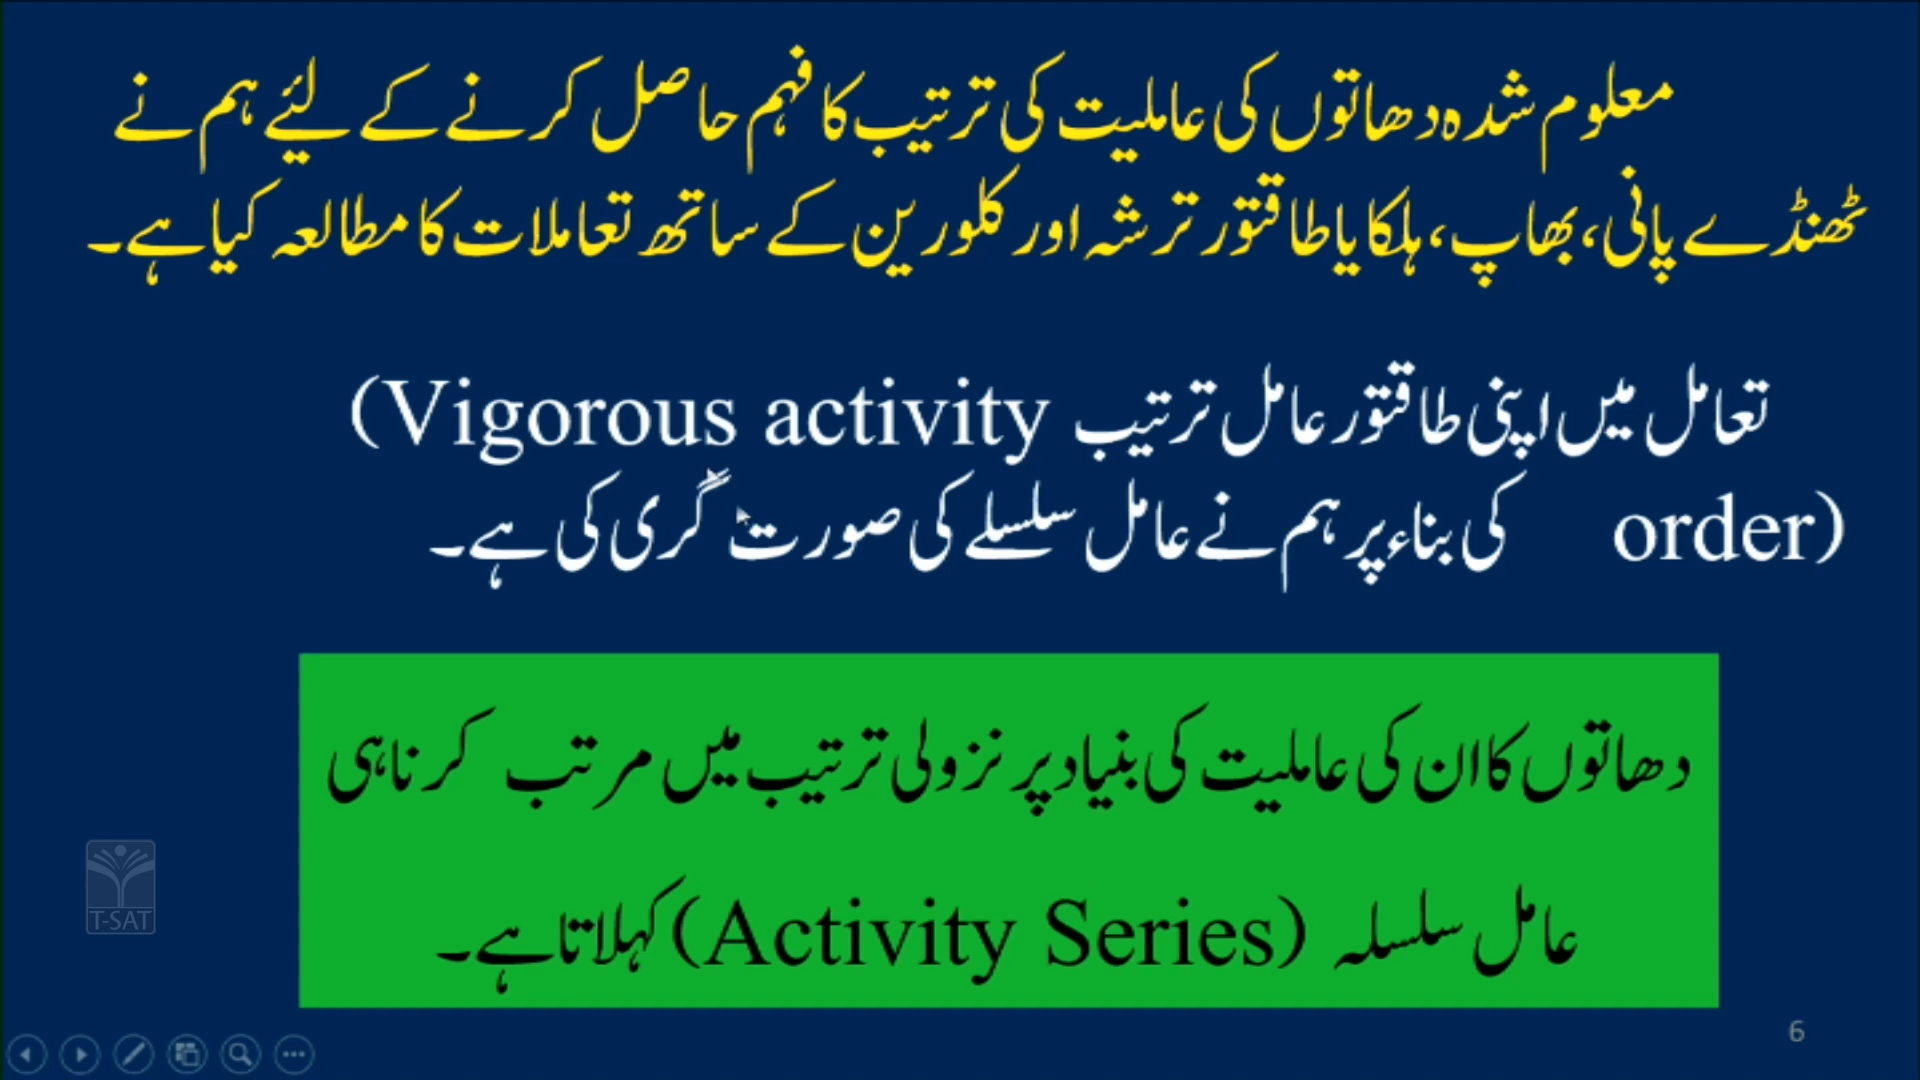 معلوم شدہ دھاتوں کی عاملیت کی ترتیب کا فہم حاصل کرنے کے لئے ہم نے
ٹھنڈے پانی، بھاپ، ہلکا یا طاقتور ترشہ اور کلورین کے ساتھ تعاملات کا مطالعہ کیا ہے۔
تعامل میں اپنی طاقتور عامل ترتیب (Vigorous activity
order) کی بناء پر ہم نے عامل سلسلے کی صورت گری کی ہے۔
دھاتوں کا ان کی عاملیت کی بنیاد پر نزولی ترتیب میں مرتب کرنا ہی
عامل سلسلہ (Activity Series) کہلاتا ہے۔
T-SAT
6